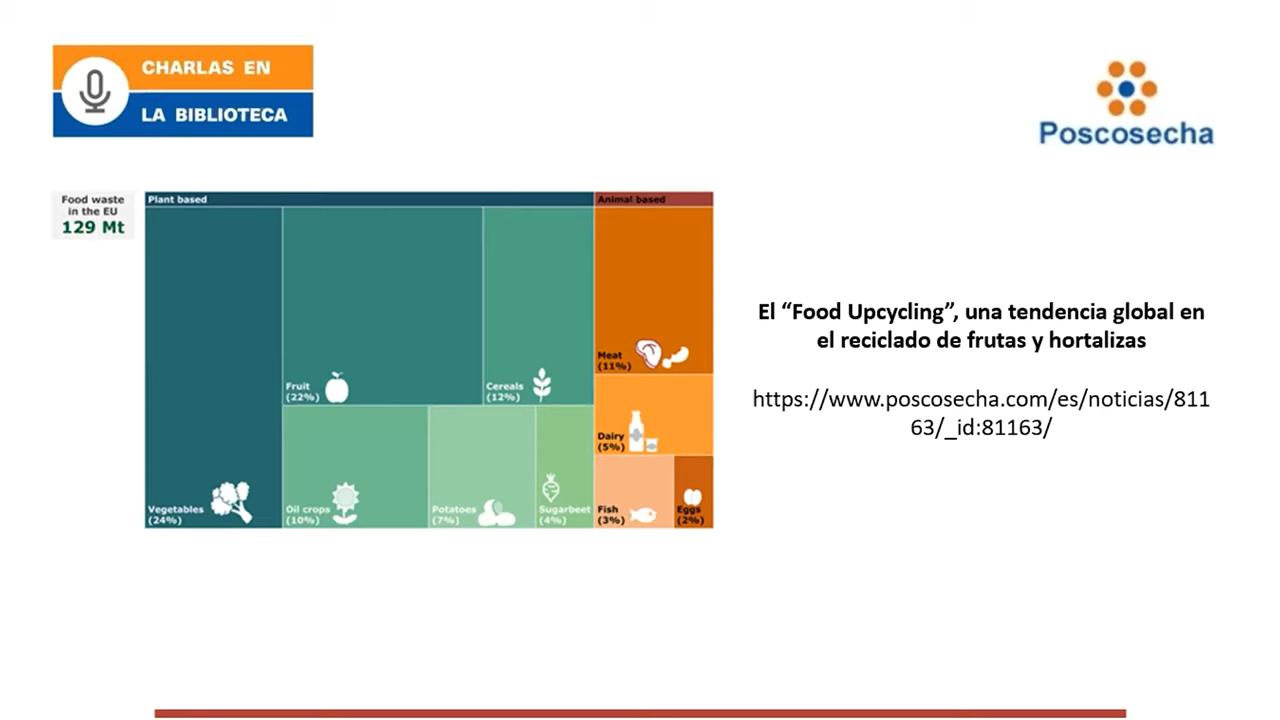 CHARLAS EN
LA BIBLIOTECA
Poscosecha
Food waste
in the EU
129 Mt
Plant based
Animal based
Vegetables
(24%)
Fruit
(22%)
Cereals
(12%)
Oil crops
(10%)
Potatoes
(7%)
Sugarbeet
(4%)
Meat
(11%)
Dairy
(5%)
Fish
(3%)
Eggs
(2%)
El “Food Upcycling”, una tendencia global en
el reciclado de frutas y hortalizas
https://www.poscosecha.com/es/noticias/811
63/_id:81163/